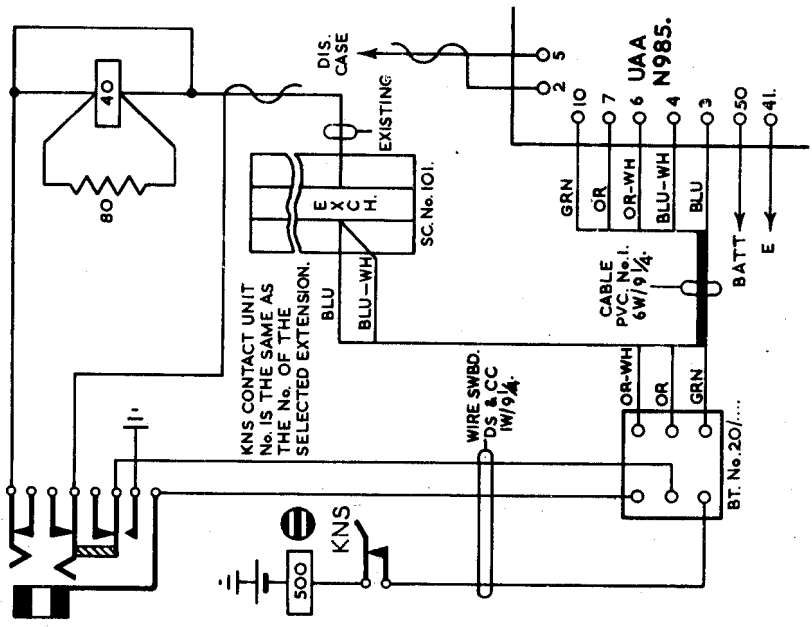 80
40
DIS.
CASE
5
2
UAA
N985.
10
7
6
4
3
50
41.
EXISTING
EXCH.
SC. No. 101.
GRN
OR
OR-WH
BLU-WH
BLU
BATT
E
KNS CONTACT UNIT
No. IS THE SAME AS
THE No. OF THE
SELECTED EXTENSION.
BLU
BLU-WH
CABLE
PVC. No. 1.
6W/9¼.
WIRE SWBD.
DS & CC
1W/9¼.
OR-WH
OR
GRN
BT. No. 20/....
KNS
500